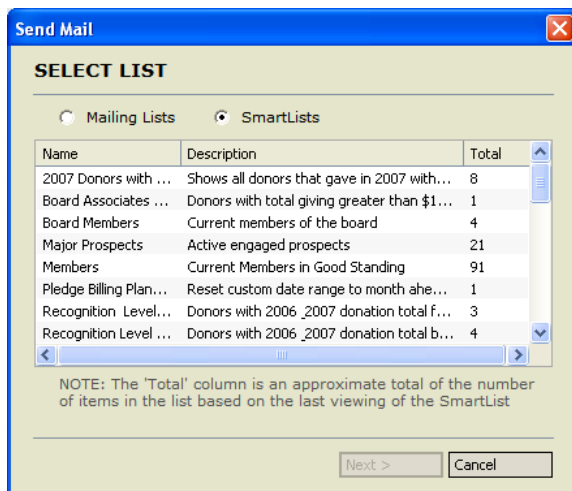 Send Mail
SELECT LIST
Mailing Lists SmartLists
Name Description Total
2007 Donors with ... Shows all donors that gave in 2007 with... 8
Board Associates ... Donors with total giving greater than $1... 1
Board Members Current members of the board 4
Major Prospects Active engaged prospects 21
Members Current Members in Good Standing 91
Pledge Billing Plan... Reset custom date range to month ahe... 1
Recognition Level... Donors with 2006 _2007 donation total f... 3
Recognition Level ... Donors with 2006 _2007 donation total b... 4
NOTE: The 'Total' column is an approximate total of the number
of items in the list based on the last viewing of the SmartList
Next > Cancel